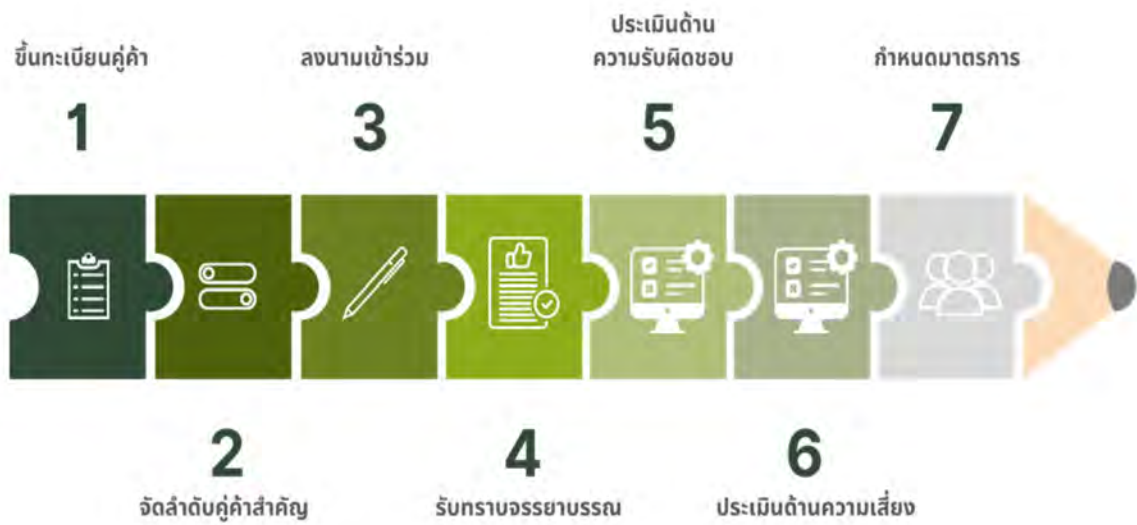 ขึ้นทะเบียนคู่ค้า
1
2
จัดลำดับคู่ค้าสำคัญ
ลงนามเข้าร่วม
3
4
รับทราบจรรยาบรรณ
ประเมินด้าน
ความรับผิดชอบ
5
6
ประเมินด้านความเสี่ยง
กำหนดมาตรการ
7